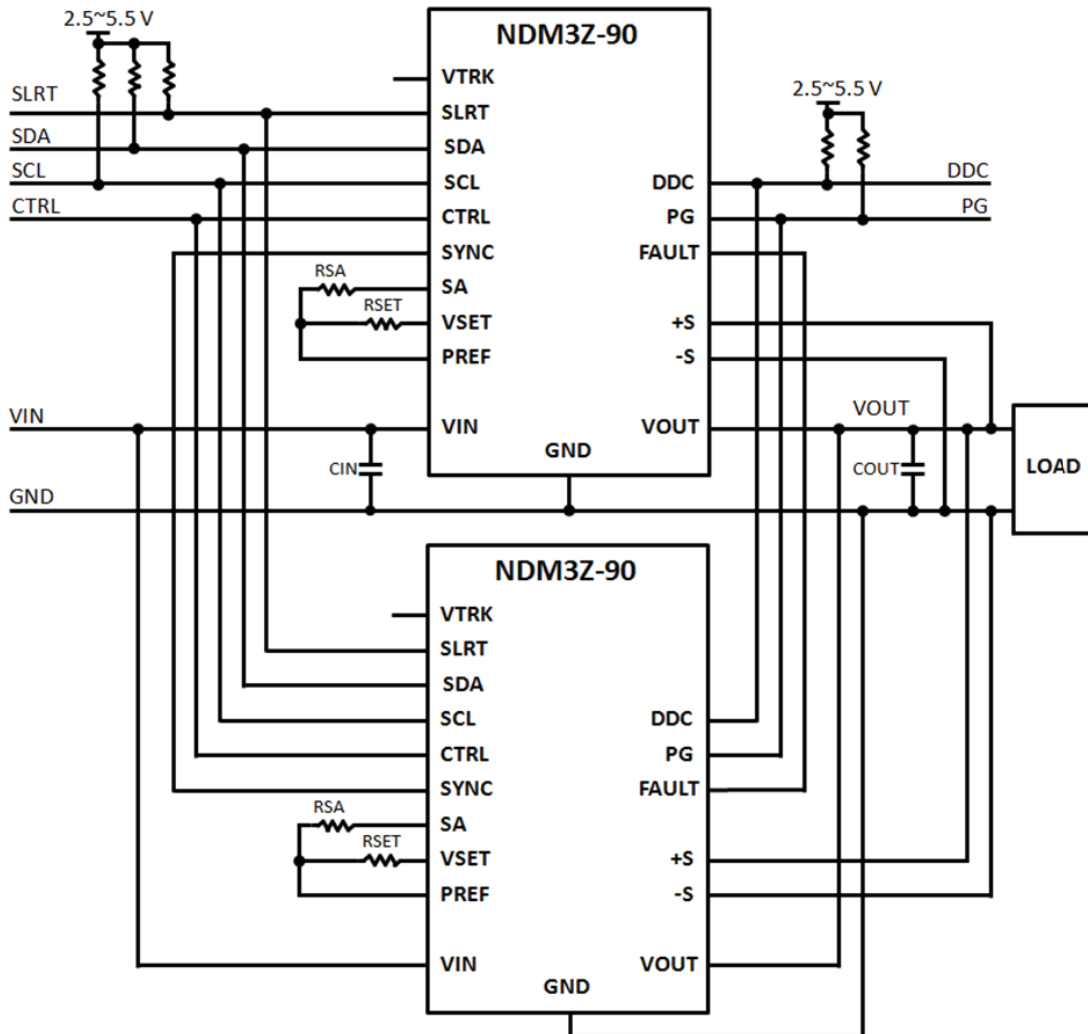 2.5~5.5 V
SLRT
SDA
SCL
CTRL
VIN
GND
NDM3Z-90
VTRK
SLRT
SDA
SCL
CTRL
SYNC
SA
VSET
PREF
VIN
GND
DDC
PG
FAULT
+S
-S
VOUT
RSA
RSET
CIN
2.5~5.5 V
DDC
PG
VOUT
COUT
LOAD
NDM3Z-90
VTRK
SLRT
SDA
SCL
CTRL
SYNC
SA
VSET
PREF
VIN
GND
DDC
PG
FAULT
+S
-S
VOUT
RSA
RSET